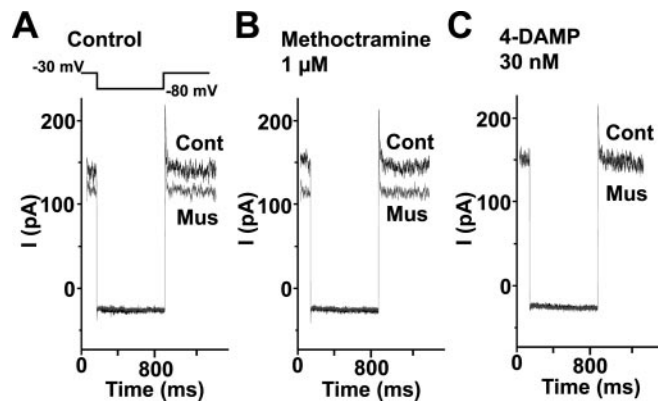 A
Control
-30 mV
-80 mV
200
100
0
I (pA)
Cont
Mus
0
800
Time (ms)
B
Methoctramine
1 µM
200
100
0
I (pA)
Cont
Mus
0
800
Time (ms)
C
4-DAMP
30 nM
200
100
0
I (pA)
Cont
0
800
Time (ms)